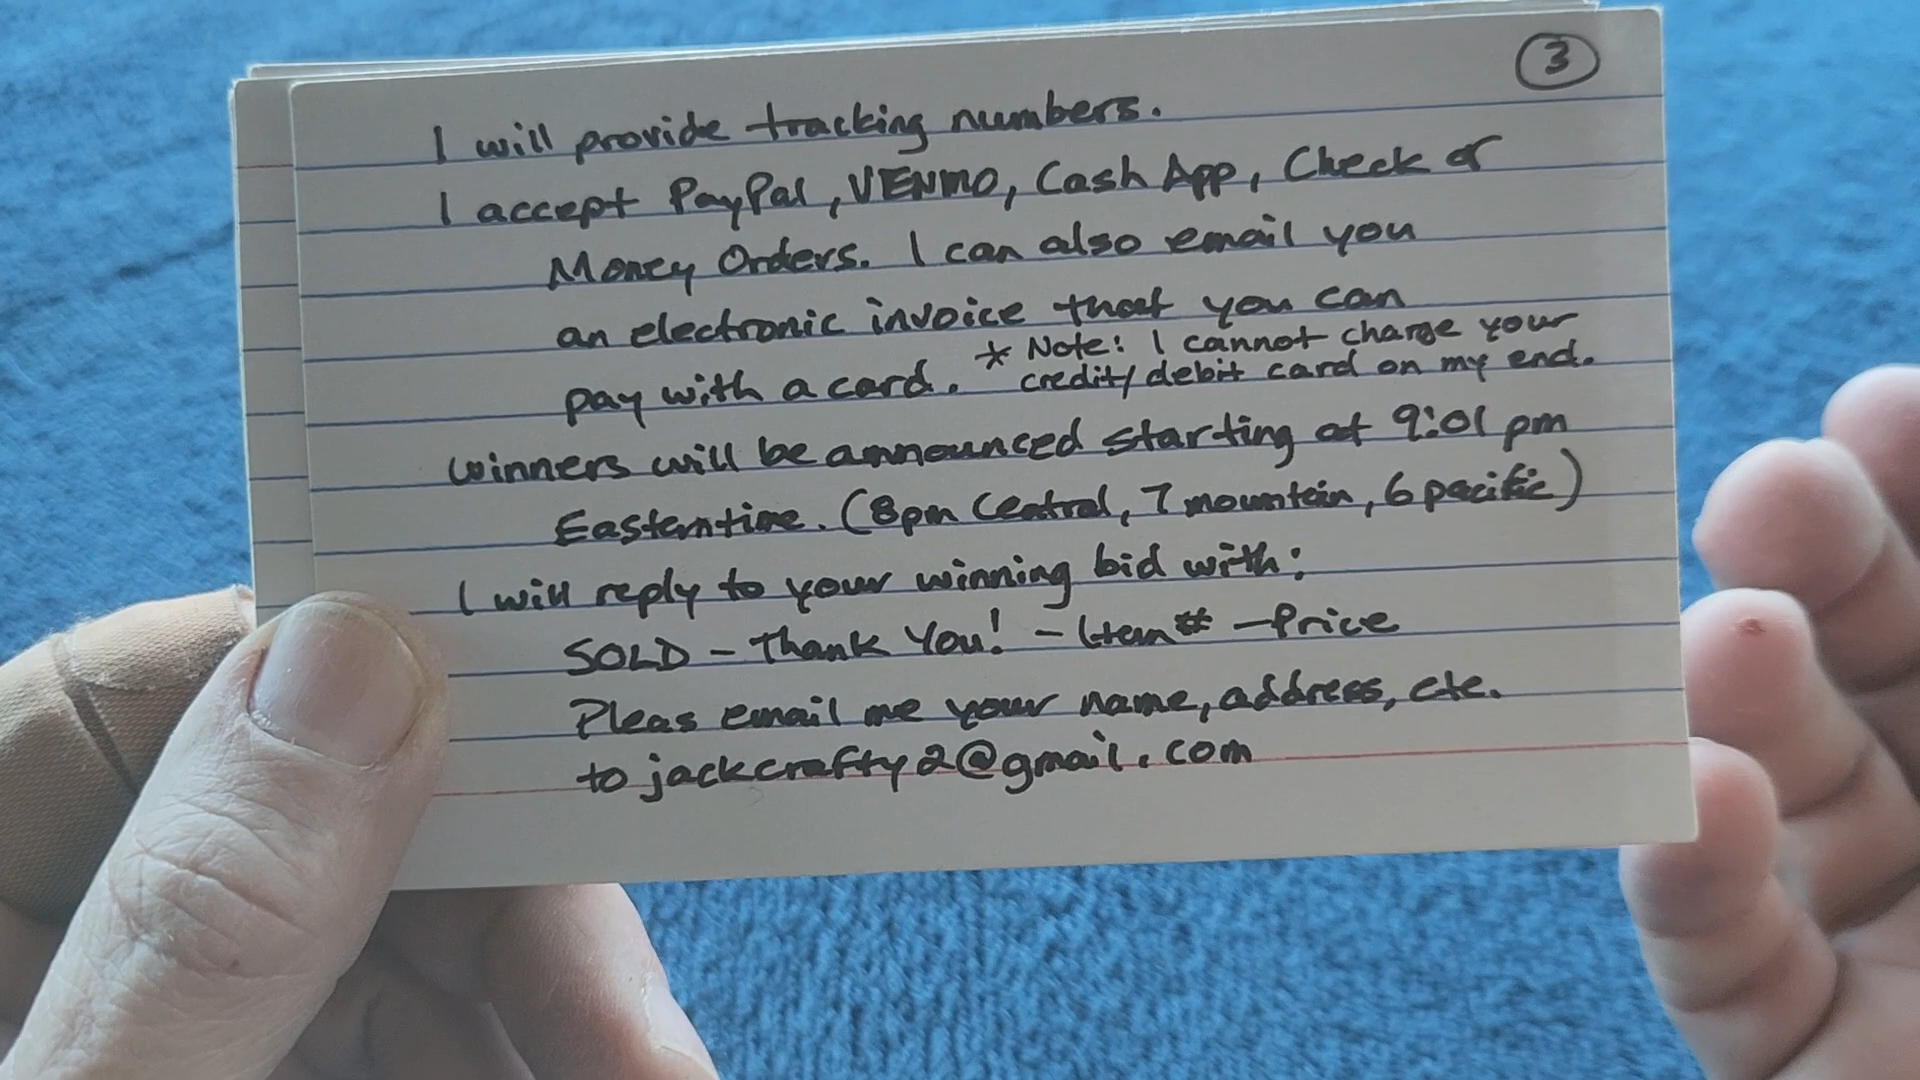 3
I will provide tracking numbers.
I accept PayPal, VENMO, Cash App, Check or
Money Orders. I can also email you
an electronic invoice that you can
pay with a card. * Note: I cannot charge your
credit/debit card on my end.
Winners will be announced starting at 9:01 pm
Eastern time. (8pm Central, 7 mountain, 6 pacific)
I will reply to your winning bid with:
SOLD - Thank You! - Item # - Price
Pleas email me your name, address, etc.
to jackcrafty2@gmail.com